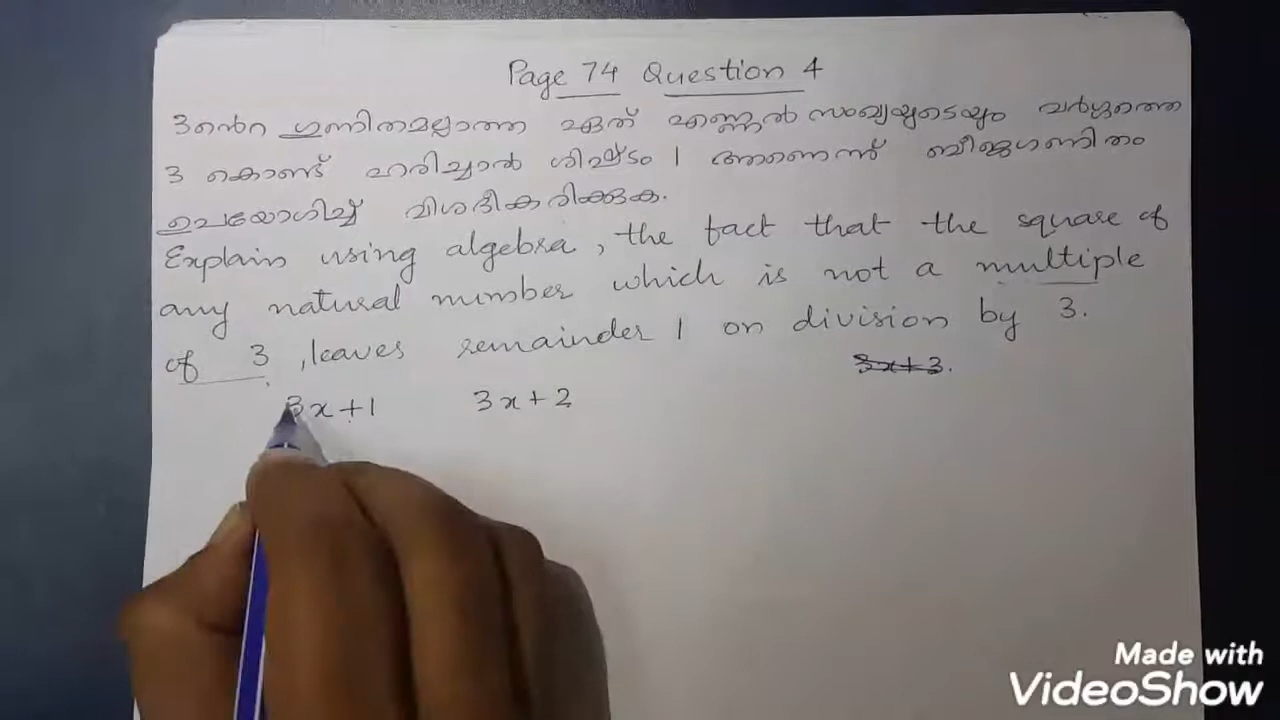 Page 74 Question 4
3ന്റെ ഗുണിതമല്ലാത്ത ഏത് എണ്ണൽ സംഖ്യയുടെയും വർഗ്ഗത്തെ
3 കൊണ്ട് ഹരിച്ചാൽ ശിഷ്ടം 1 ആണെന്ന് ബീജഗണിതം
ഉപയോഗിച്ച് വിശദീകരിക്കുക.
Explain using algebra, the fact that the square of
any natural number which is not a multiple
of 3, leaves remainder 1 on division by 3.
3x+3.
3x+1 3x+2
Made with
VideoShow